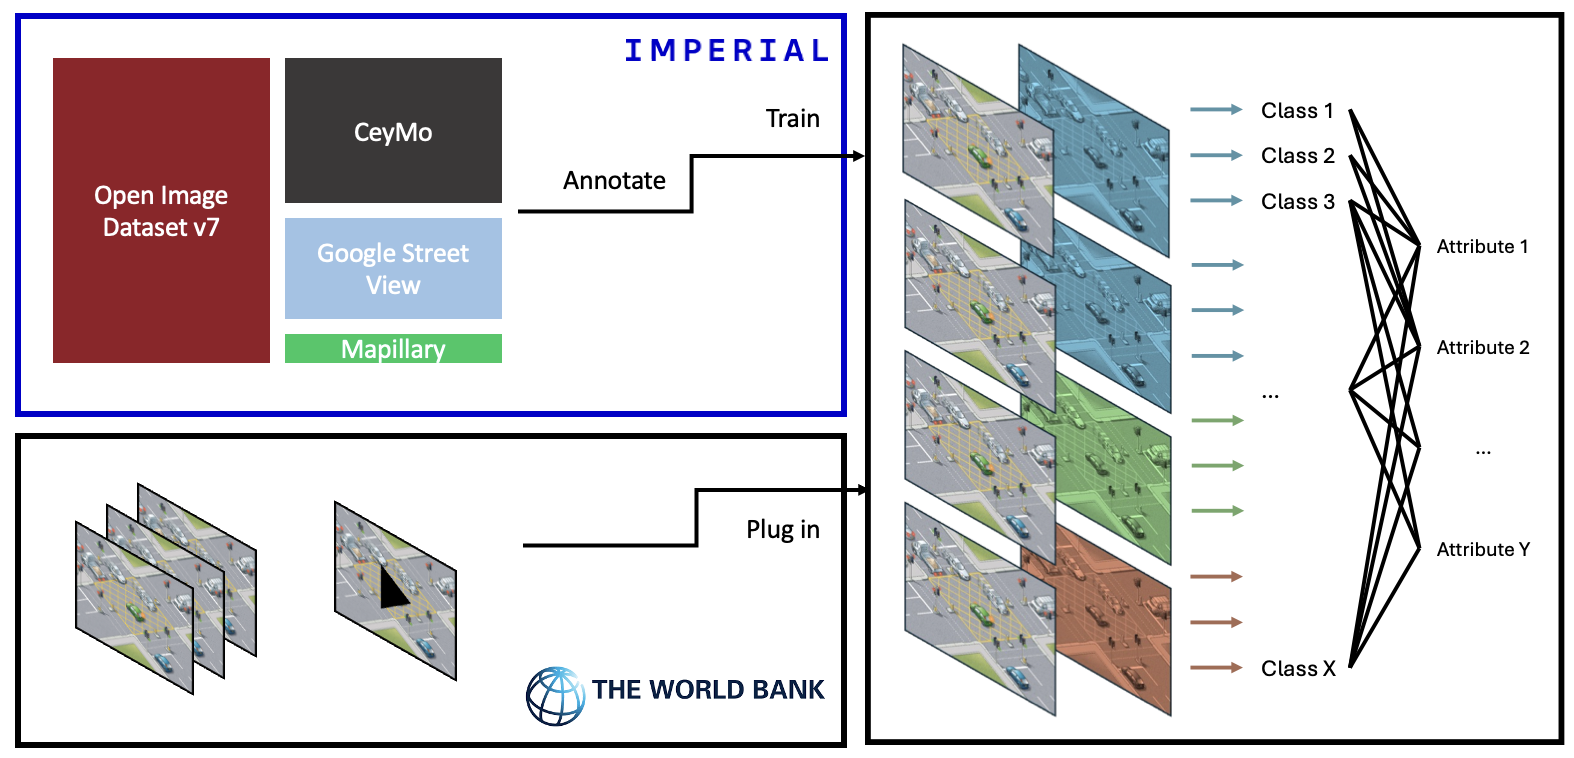 IMPERIAL
Open Image
Dataset v7
CeyMo
Google Street
View
Mapillary
Annotate
Train
THE WORLD BANK
Plug in
Class 1
Class 2
Class 3
...
Class X
Attribute 1
Attribute 2
...
Attribute Y